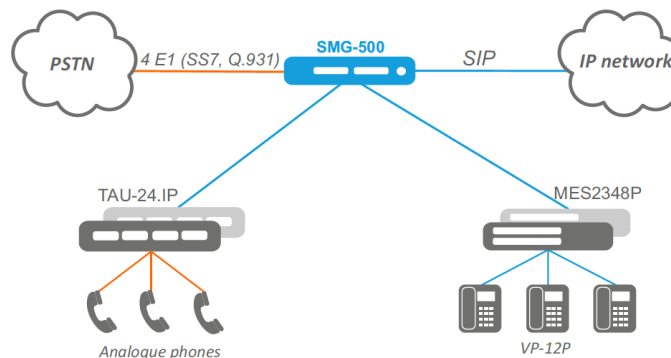 SMG-500
PSTN
4 E1 (SS7, Q.931)
SIP
IP network
TAU-24.IP
MES2348P
Analogue phones
VP-12P